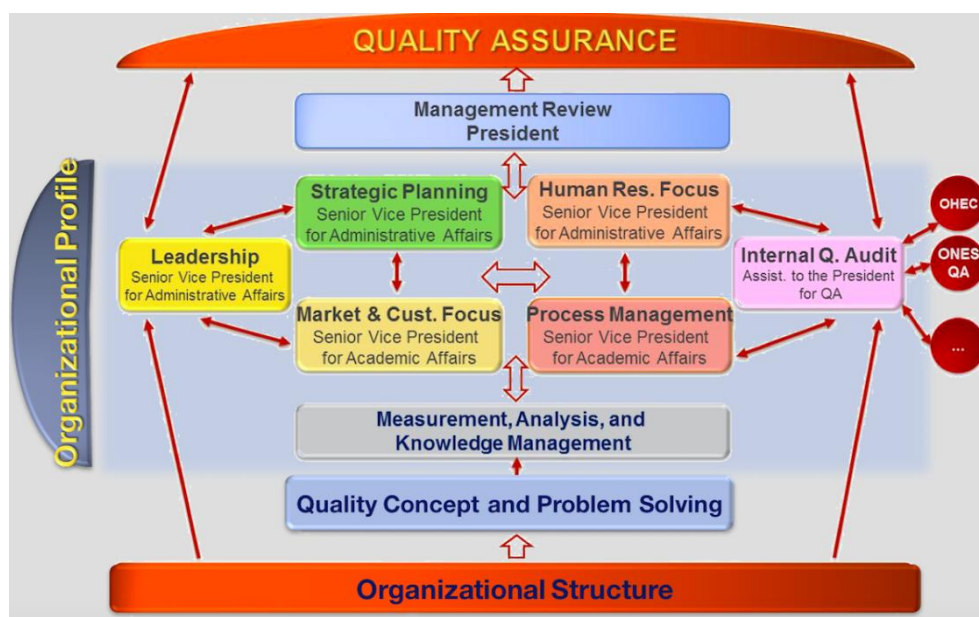 QUALITY ASSURANCE
Management Review
President
Organizational Profile
Strategic Planning
Senior Vice President
for Administrative Affairs
Human Res. Focus
Senior Vice President
for Administrative Affairs
OHEC
Leadership
Senior Vice President
for Administrative Affairs
Internal Q. Audit
Assist. to the President
for QA
ONES
QA
Market & Cust. Focus
Senior Vice President
for Academic Affairs
Process Management
Senior Vice President
for Academic Affairs
...
Measurement, Analysis, and
Knowledge Management
Quality Concept and Problem Solving
Organizational Structure